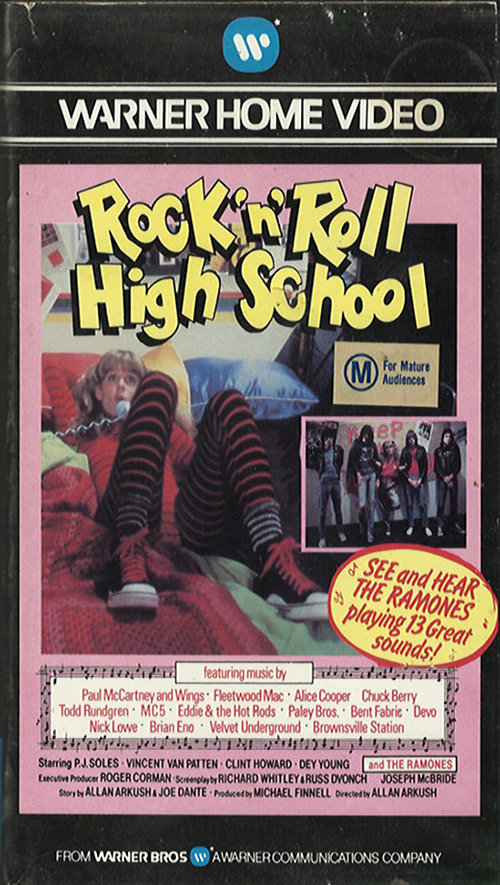 WARNER HOME VIDEO
Rock 'n' Roll
High School
M
For Mature
Audiences
SEE and HEAR
THE RAMONES
playing 13 Great
sounds!
featuring music by
Paul McCartney and Wings · Fleetwood Mac · Alice Cooper Chuck Berry
Todd Rundgren · MC5 · Eddie & the Hot Rods · Paley Bros. · Bent Fabric · Devo
Nick Lowe · Brian Eno · Velvet Underground · Brownsville Station
Starring P.J. SOLES · VINCENT VAN PATTEN · CLINT HOWARD · DEY YOUNG and THE RAMONES
Executive Producer ROGER CORMAN · Screenplay by RICHARD WHITLEY & RUSS DVONCH JOSEPH McBRIDE
Story by ALLAN ARKUSH & JOE DANTE · Produced by MICHAEL FINNELL Directed by ALLAN ARKUSH
FROM WARNER BROS A WARNER COMMUNICATIONS COMPANY